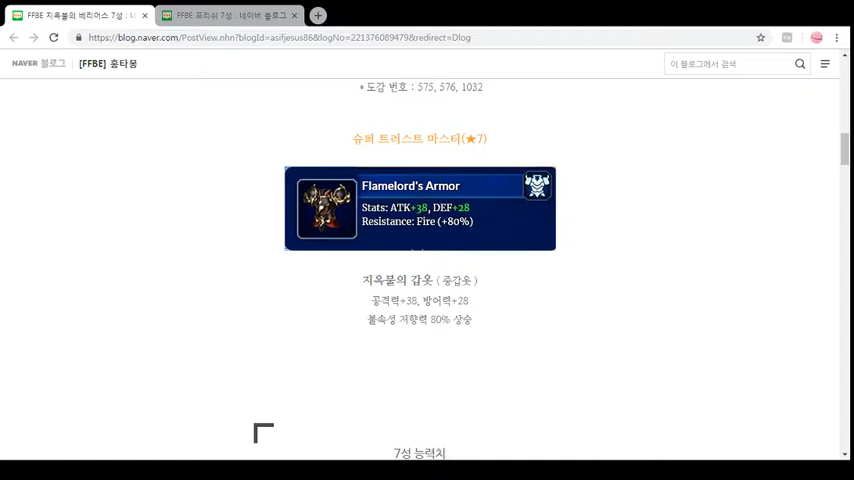 FFBE 지옥불의 베리어스 7성 : 네
FFBE 프리쉬 7성 : 네이버 블로그
https://blog.naver.com/PostView.nhn?blogId=asifjesus86&logNo=221376089479&redirect=Dlog
NAVER 블로그 [FFBE] 홀타몽
이 블로그에서 검색
* 도감 번호 : 575, 576, 1032
슈퍼 트러스트 마스터(★7)
Flamelord's Armor
Stats: ATK+38, DEF+28
Resistance: Fire (+80%)
지옥불의 갑옷 ( 중갑옷 )
공격력+38, 방어력+28
불속성 저항력 80% 상승
7성 능력치